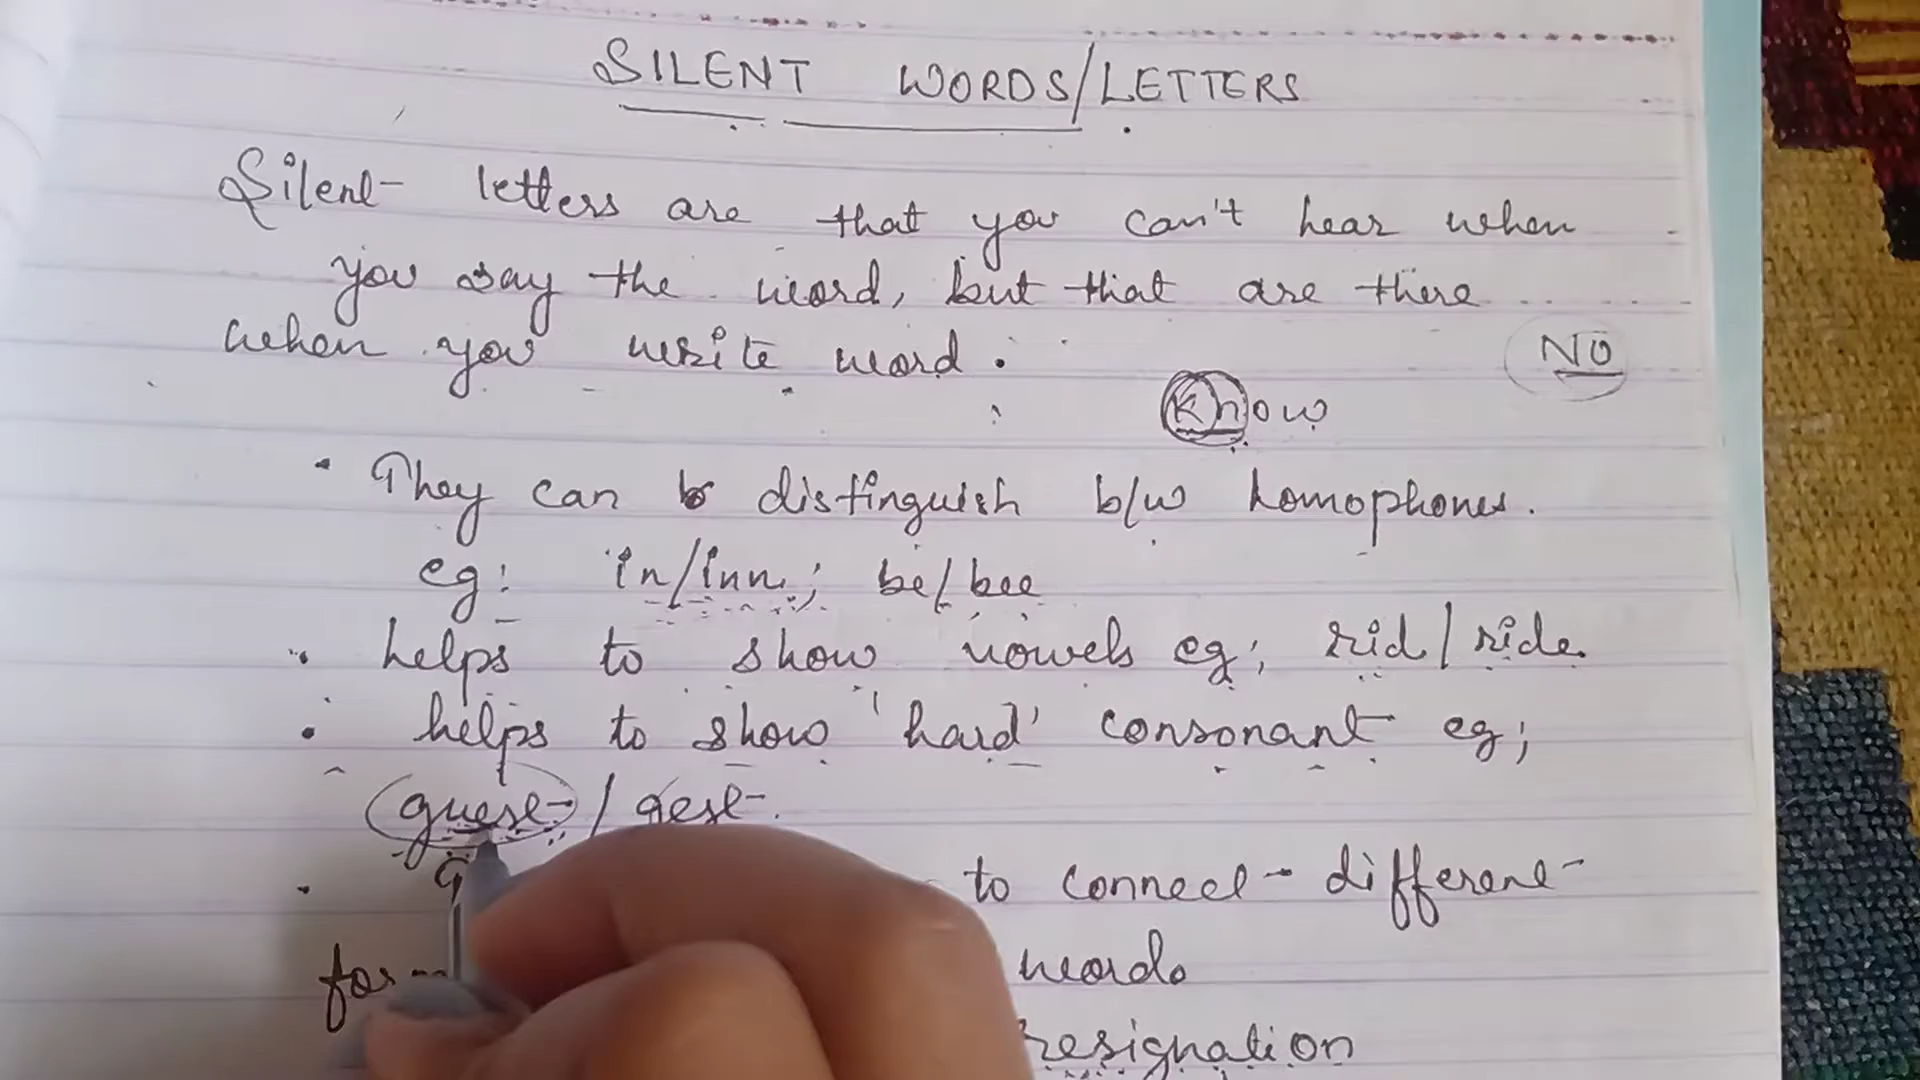 SILENT WORDS/LETTERS
Silent letters are that you can't hear when
you say the word, but that are there
when you write word.
NO
Know
• They can distinguish b/w homophones.
eg: in/inn; be/bee
• helps to show vowels eg; rid/ride
• helps to show 'hard' consonant eg;
guest/gest
• to connect different
words
resignation